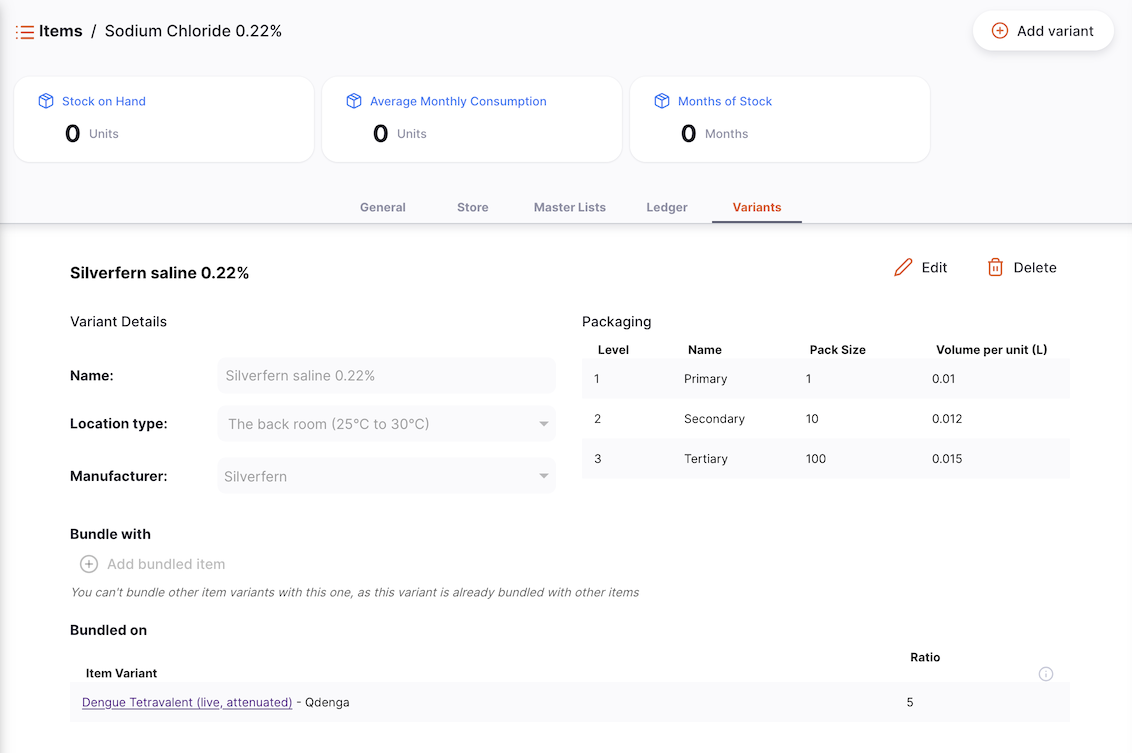 Items / Sodium Chloride 0.22%
Add variant
Stock on Hand
0 Units
Average Monthly Consumption
0 Units
Months of Stock
0 Months
General Store Master Lists Ledger Variants
Silverfern saline 0.22%
Edit Delete
Variant Details
Name: Silverfern saline 0.22%
Location type: The back room (25°C to 30°C)
Manufacturer: Silverfern
Packaging
Level Name Pack Size Volume per unit (L)
1 Primary 1 0.01
2 Secondary 10 0.012
3 Tertiary 100 0.015
Bundle with
Add bundled item
You can't bundle other item variants with this one, as this variant is already bundled with other items
Bundled on
Item Variant Ratio
Dengue Tetravalent (live, attenuated) - Qdenga 5